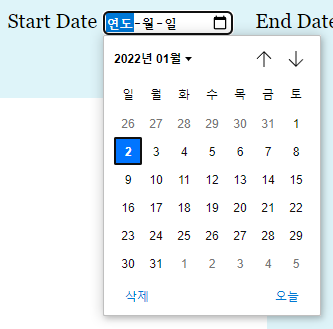 Start Date 연도-월-일 End Date
2022년 01월
일 월 화 수 목 금 토
26 27 28 29 30 31 1
2 3 4 5 6 7 8
9 10 11 12 13 14 15
16 17 18 19 20 21 22
23 24 25 26 27 28 29
30 31 1 2 3 4 5
삭제 오늘